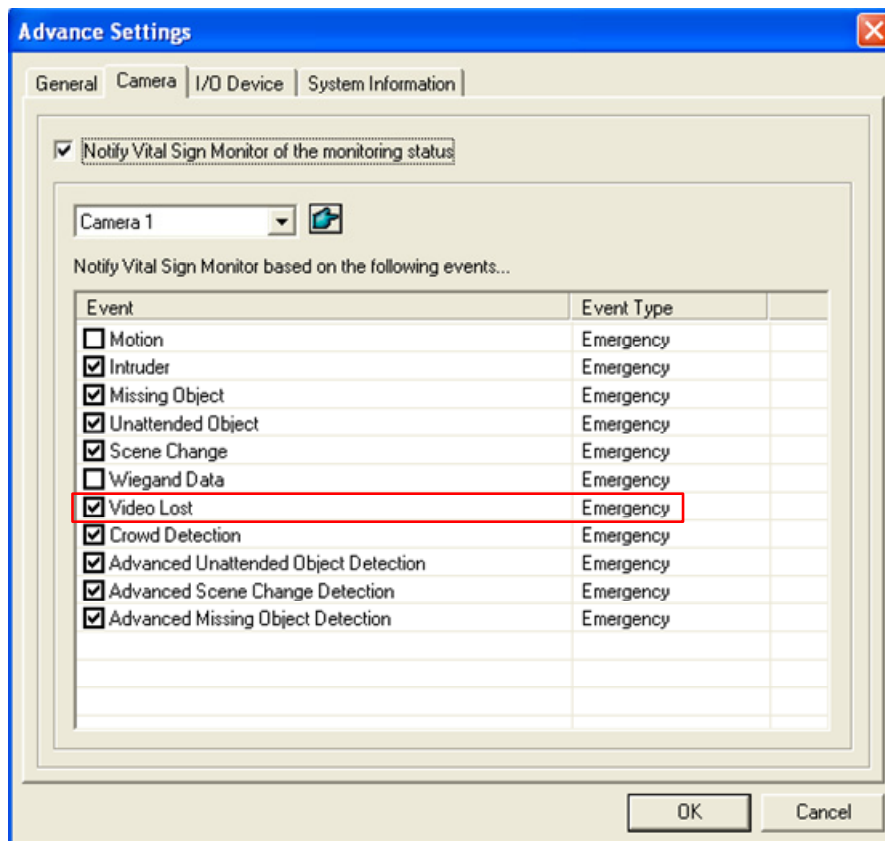 Advance Settings
General Camera I/O Device System Information
Notify Vital Sign Monitor of the monitoring status
Camera 1
Notify Vital Sign Monitor based on the following events...
Event Event Type
Motion Emergency
Intruder Emergency
Missing Object Emergency
Unattended Object Emergency
Scene Change Emergency
Wiegand Data Emergency
Video Lost Emergency
Crowd Detection Emergency
Advanced Unattended Object Detection Emergency
Advanced Scene Change Detection Emergency
Advanced Missing Object Detection Emergency
OK Cancel